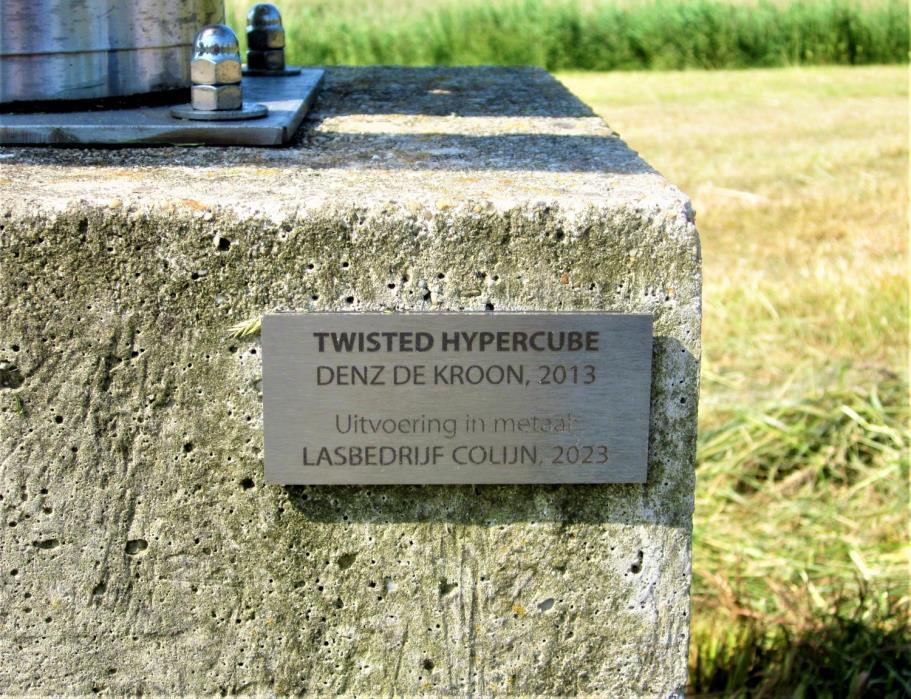 TWISTED HYPERCUBE
DENZ DE KROON, 2013
Uitvoering in metaal:
LASBEDRIJF COLIJN, 2023